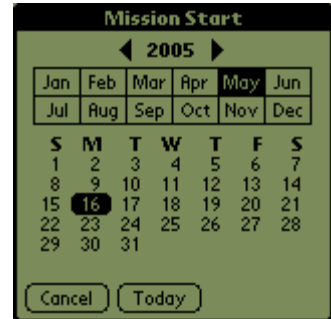 Mission Start
2005
Jan Feb Mar Apr May Jun
Jul Aug Sep Oct Nov Dec
S M T W T F S
1 2 3 4 5 6 7
8 9 10 11 12 13 14
15 16 17 18 19 20 21
22 23 24 25 26 27 28
29 30 31
Cancel Today